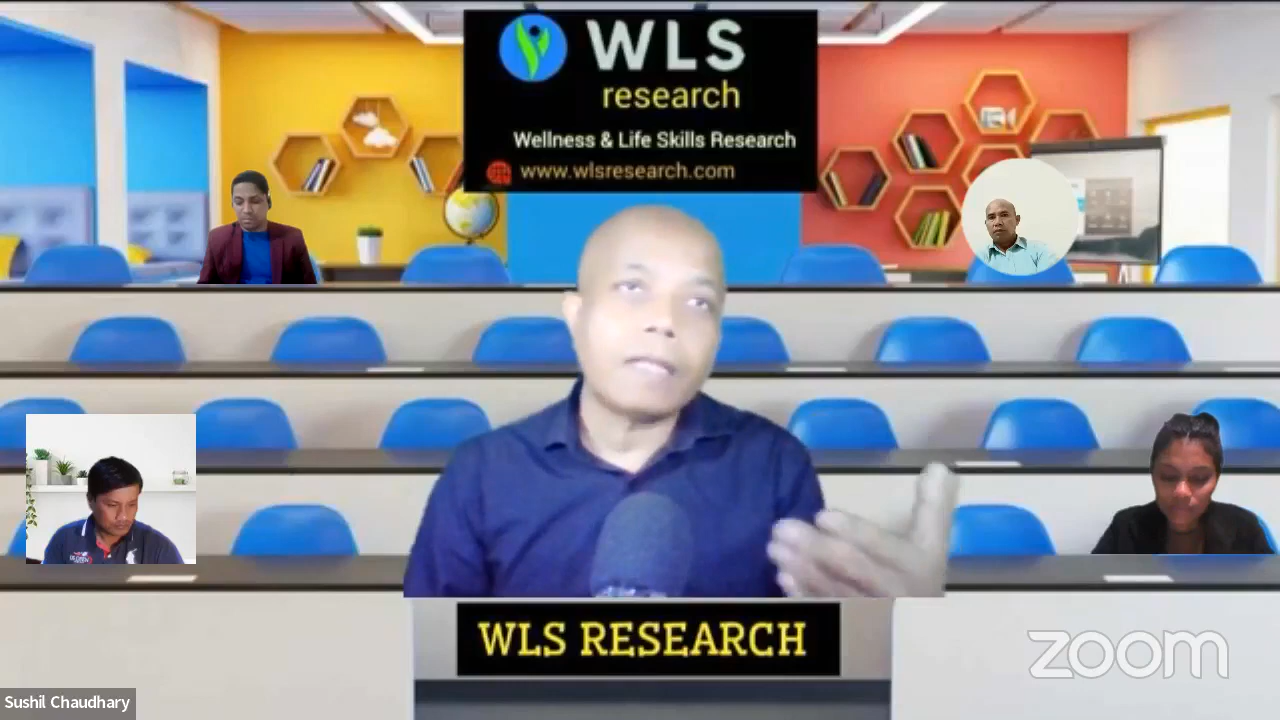 WLS
research
Wellness & Life Skills Research
www.wlsresearch.com
WLS RESEARCH
zoom
Sushil Chaudhary